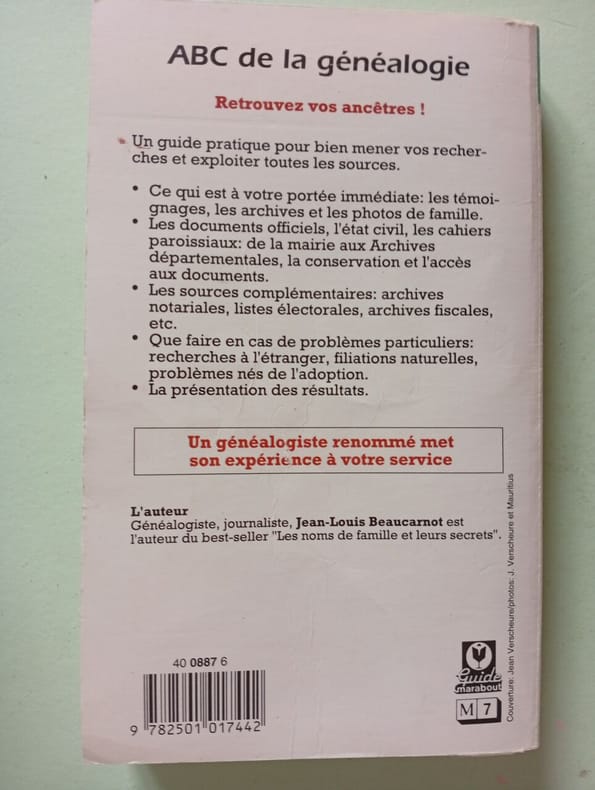 ABC de la généalogie
Retrouvez vos ancêtres !
Un guide pratique pour bien mener vos recher-
ches et exploiter toutes les sources.
• Ce qui est à votre portée immédiate: les témoi-
gnages, les archives et les photos de famille.
• Les documents officiels, l'état civil, les cahiers
paroissiaux: de la mairie aux Archives
départementales, la conservation et l'accès
aux documents.
• Les sources complémentaires: archives
notariales, listes électorales, archives fiscales,
etc.
• Que faire en cas de problèmes particuliers:
recherches à l'étranger, filiations naturelles,
problèmes nés de l'adoption.
• La présentation des résultats.
Un généalogiste renommé met
son expérience à votre service
L'auteur
Généalogiste, journaliste, Jean-Louis Beaucarnot est
l'auteur du best-seller "Les noms de famille et leurs secrets".
Couverture: Jean Verscheure/photos: J. Verscheure et Mauritius
40 0887 6
9 782501 017442
Guide
marabout
M 7